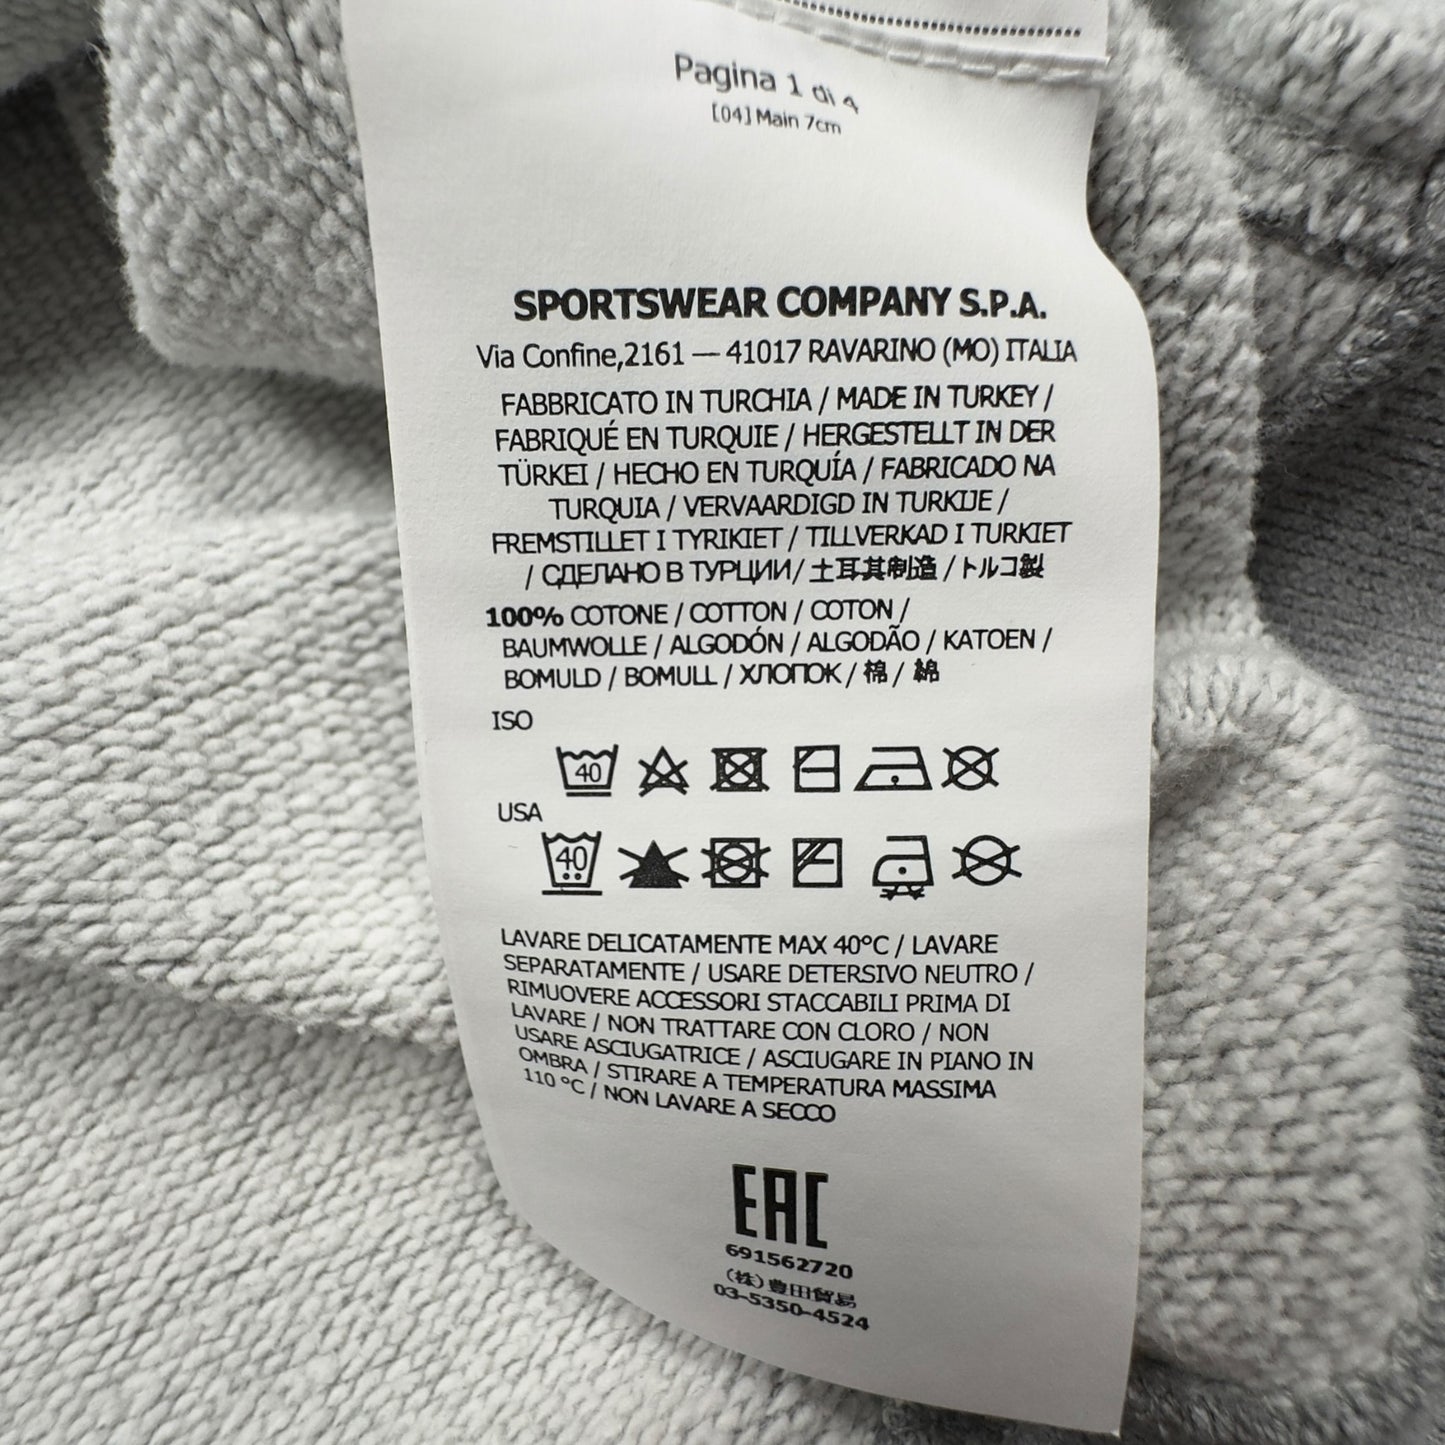 Pagina 1 di 4
[04] Main 7cm
SPORTSWEAR COMPANY S.P.A.
Via Confine,2161 — 41017 RAVARINO (MO) ITALIA
FABBRICATO IN TURCHIA / MADE IN TURKEY /
FABRIQUÉ EN TURQUIE / HERGESTELLT IN DER
TÜRKEI / HECHO EN TURQUÍA / FABRICADO NA
TURQUIA / VERVAARDIGD IN TURKIJE /
FREMSTILLET I TYRIKIET / TILLVERKAD I TURKIET
/ СДЕЛАНО В ТУРЦИИ/ 土耳其制造 / トルコ製
100% COTONE / COTTON / COTON /
BAUMWOLLE / ALGODÓN / ALGODÃO / KATOEN /
BOMULD / BOMULL / ХЛОПОК / 棉 / 綿
ISO
40
USA
40
LAVARE DELICATAMENTE MAX 40°C / LAVARE
SEPARATAMENTE / USARE DETERSIVO NEUTRO /
RIMUOVERE ACCESSORI STACCABILI PRIMA DI
LAVARE / NON TRATTARE CON CLORO / NON
USARE ASCIUGATRICE / ASCIUGARE IN PIANO IN
OMBRA / STIRARE A TEMPERATURA MASSIMA
110 °C / NON LAVARE A SECCO
EAC
691562720
(株)豊田貿易
03-5350-4524